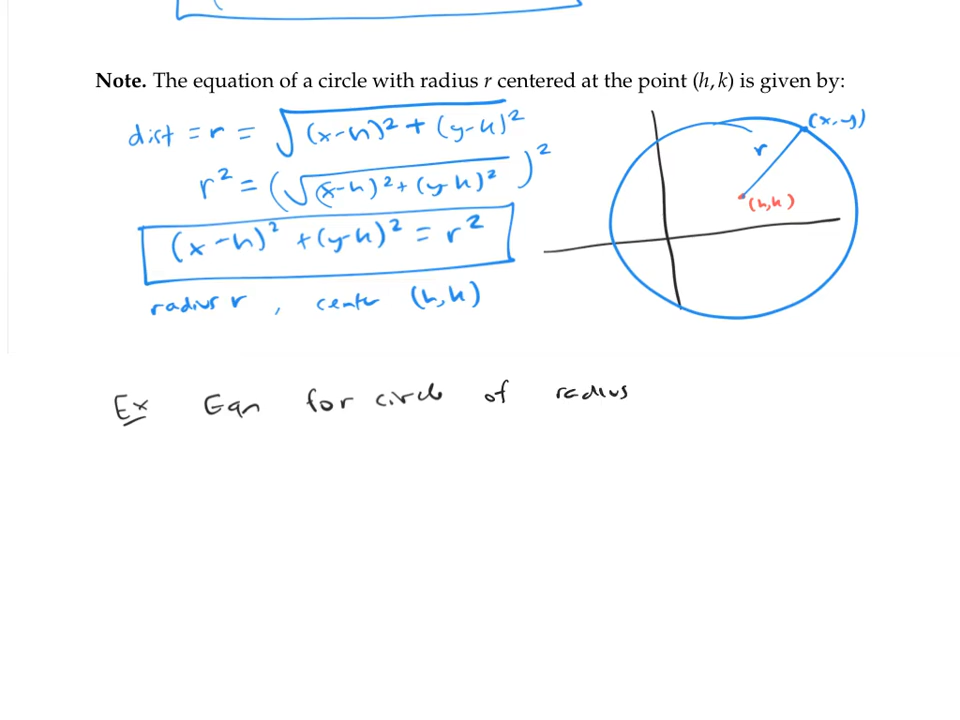 Note. The equation of a circle with radius r centered at the point (h, k) is given by:
dist = r = √((x-h)² + (y-k)²)
(x,y)
r
r² = (√((x-h)² + (y-k)²))²
(h,k)
(x-h)² + (y-k)² = r²
radius r, center (h,k)
Ex Eqn for circle of radius